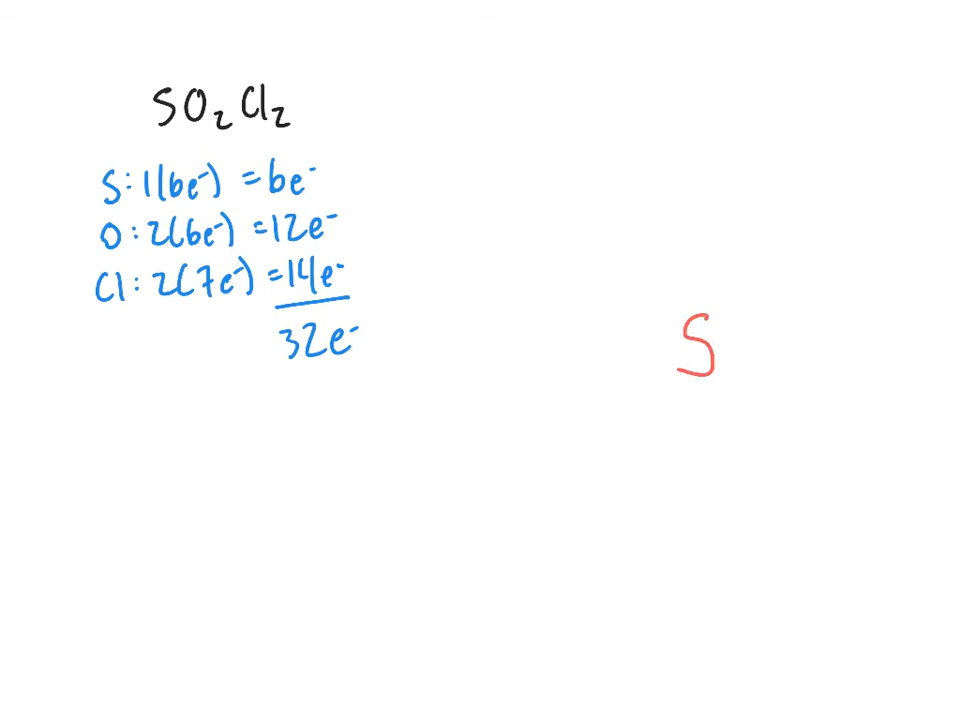 SO₂Cl₂
S: 1(6e⁻) = 6e⁻
O: 2(6e⁻) = 12e⁻
Cl: 2(7e⁻) = 14e⁻
32e⁻
S